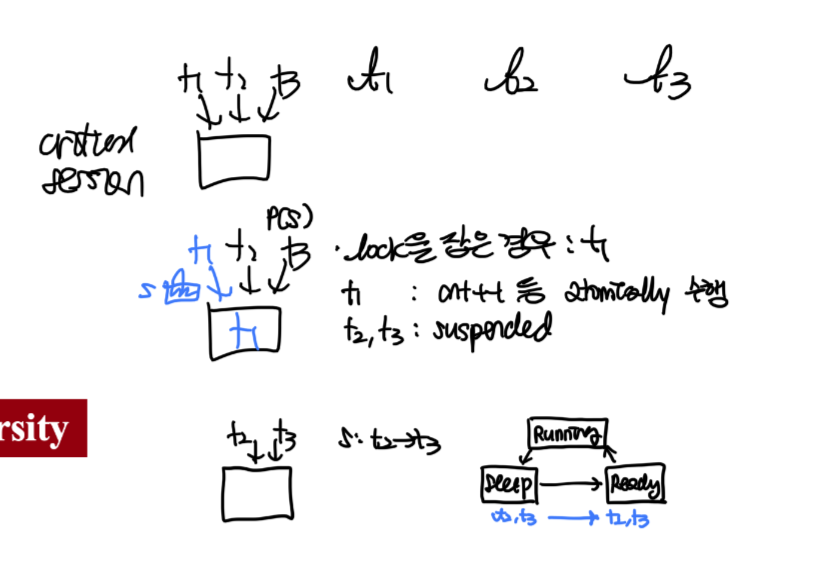 t1 t2 t3 t1 t2 t3
critical
session
P(S)
t1 t2 t3 · lock을 잡은 경우 : t1
S
t1 : cnt++ 등 atomically 수행
t1
t2, t3 : suspended
rsity
t2 t3 S: t2→t3
Running
Sleep Ready
t2, t3 → t2, t3